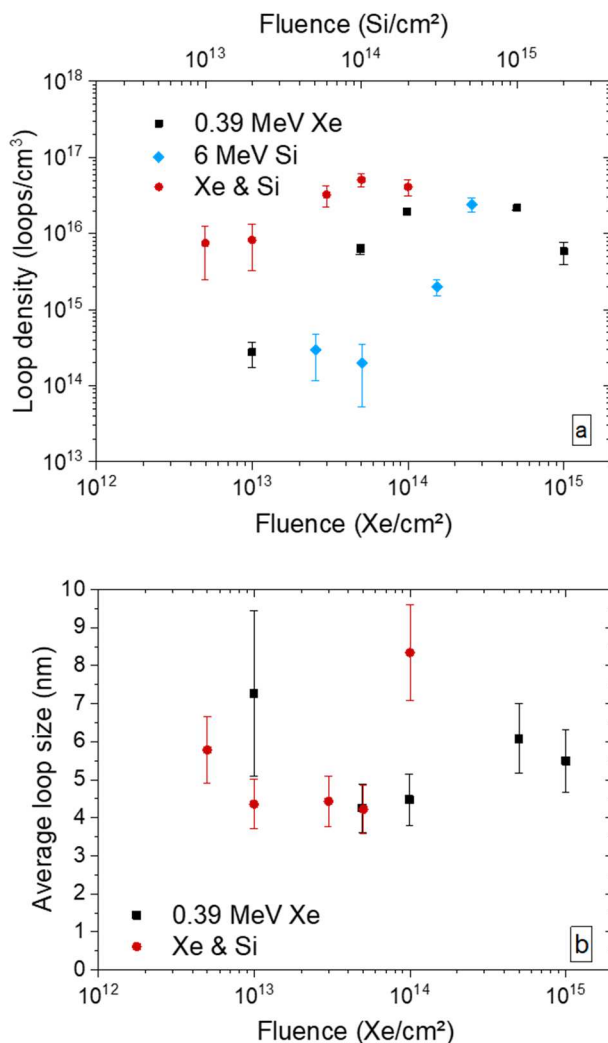 Fluence (Si/cm²)
10¹³ 10¹⁴ 10¹⁵
10¹⁸
10¹⁷
10¹⁶
10¹⁵
10¹⁴
10¹³
Loop density (loops/cm³)
0.39 MeV Xe
6 MeV Si
Xe & Si
a
10¹² 10¹³ 10¹⁴ 10¹⁵
Fluence (Xe/cm²)
10
9
8
7
6
5
4
3
2
1
0
Average loop size (nm)
0.39 MeV Xe
Xe & Si
b
10¹² 10¹³ 10¹⁴ 10¹⁵
Fluence (Xe/cm²)